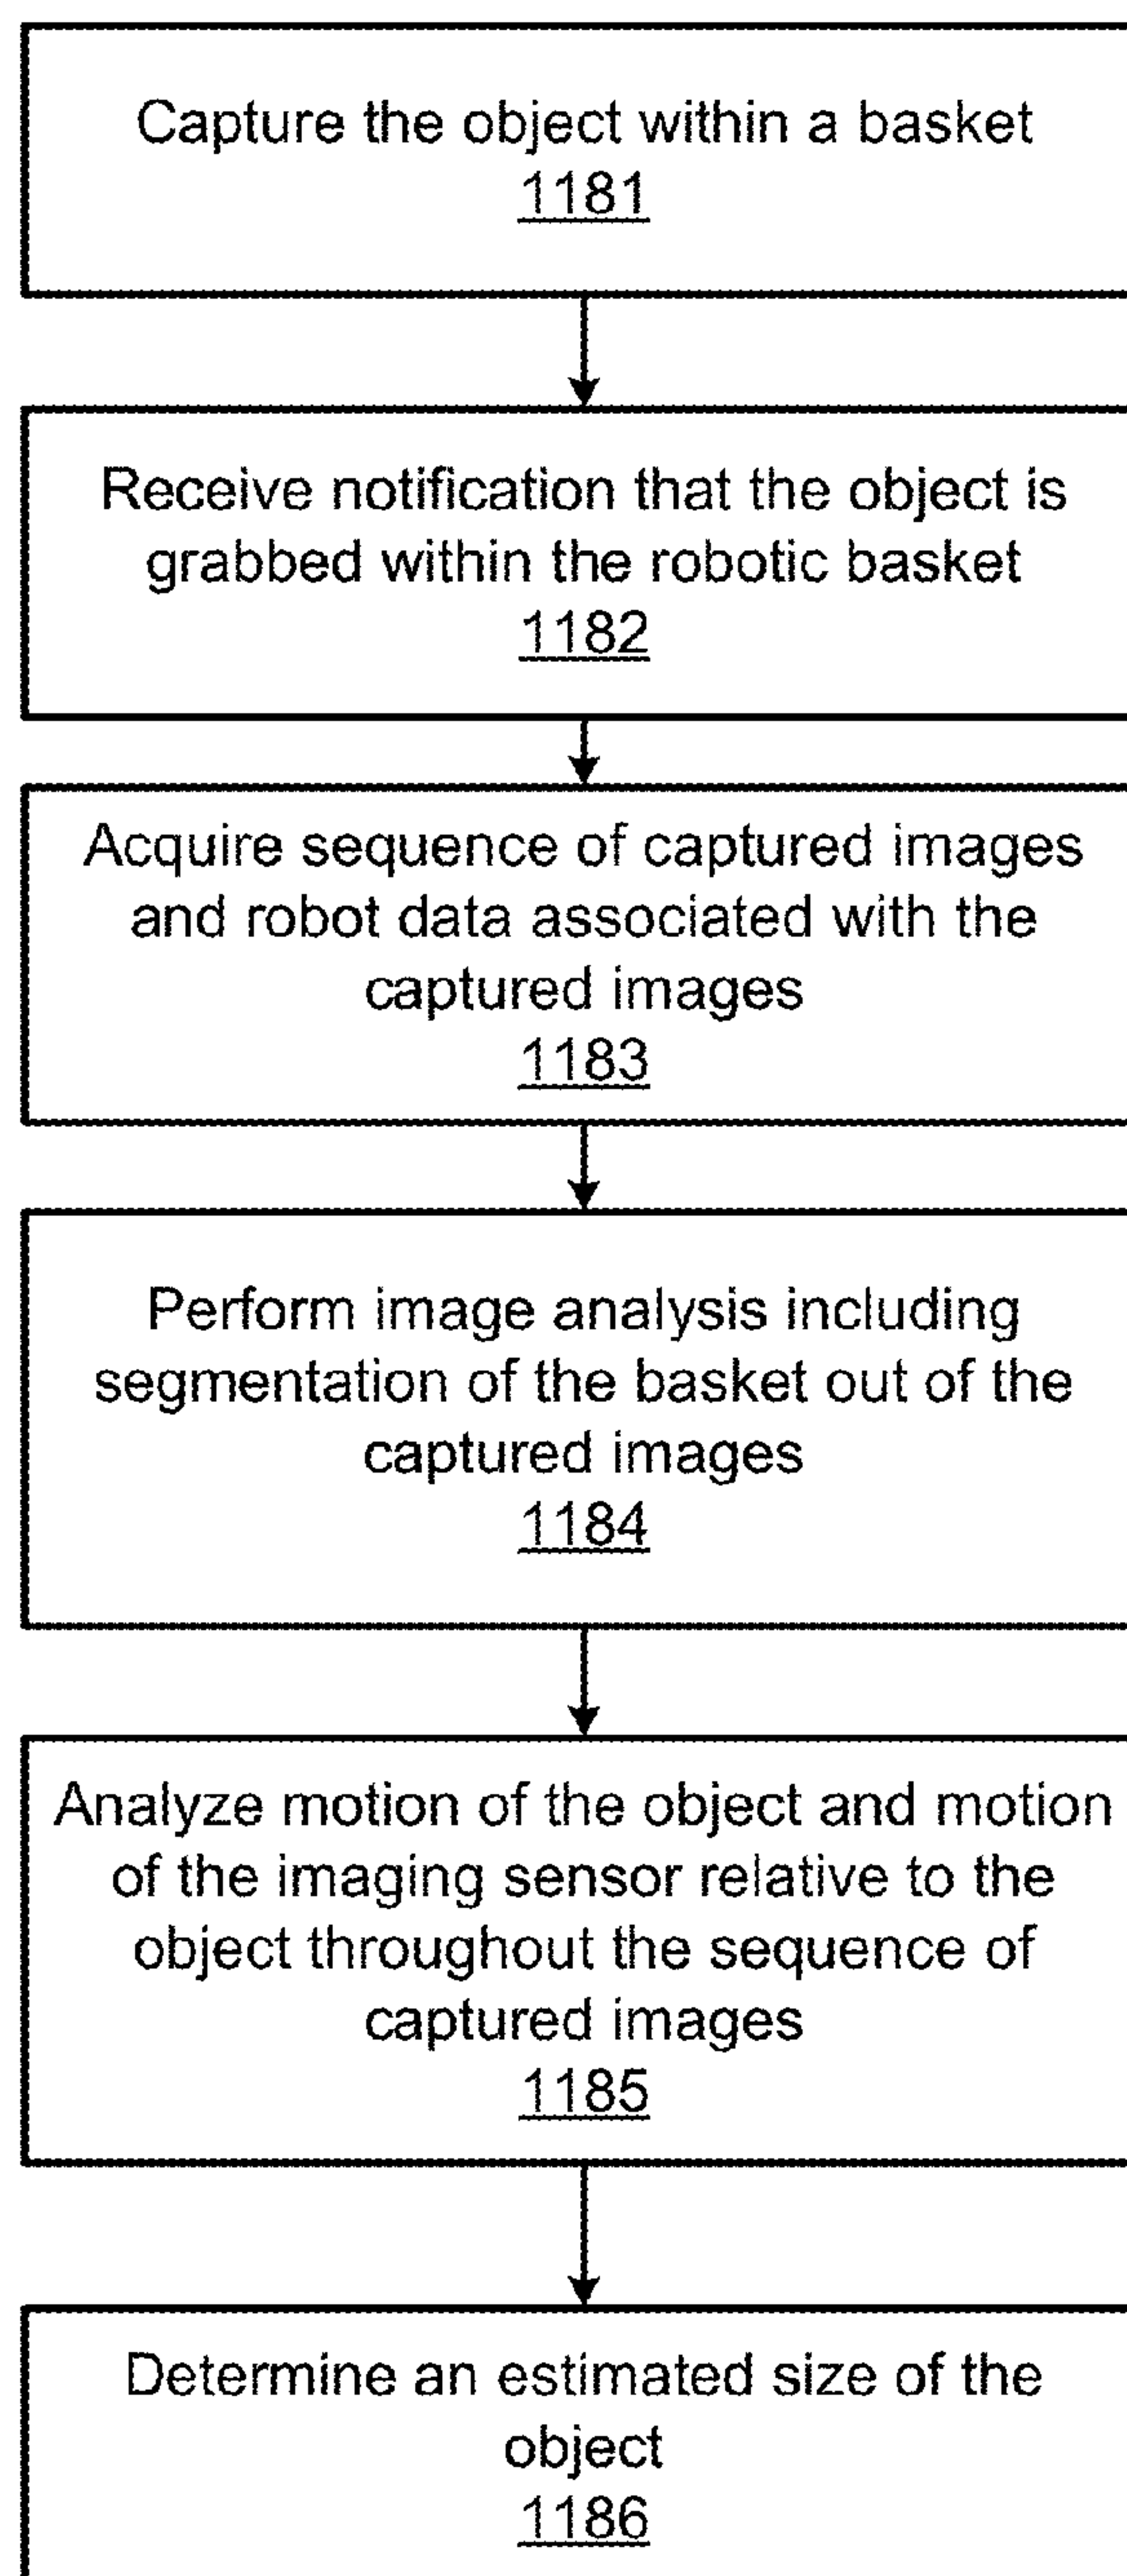 Capture the object within a basket
1181
Receive notification that the object is
grabbed within the robotic basket
1182
Acquire sequence of captured images
and robot data associated with the
captured images
1183
Perform image analysis including
segmentation of the basket out of the
captured images
1184
Analyze motion of the object and motion
of the imaging sensor relative to the
object throughout the sequence of
captured images
1185
Determine an estimated size of the
object
1186